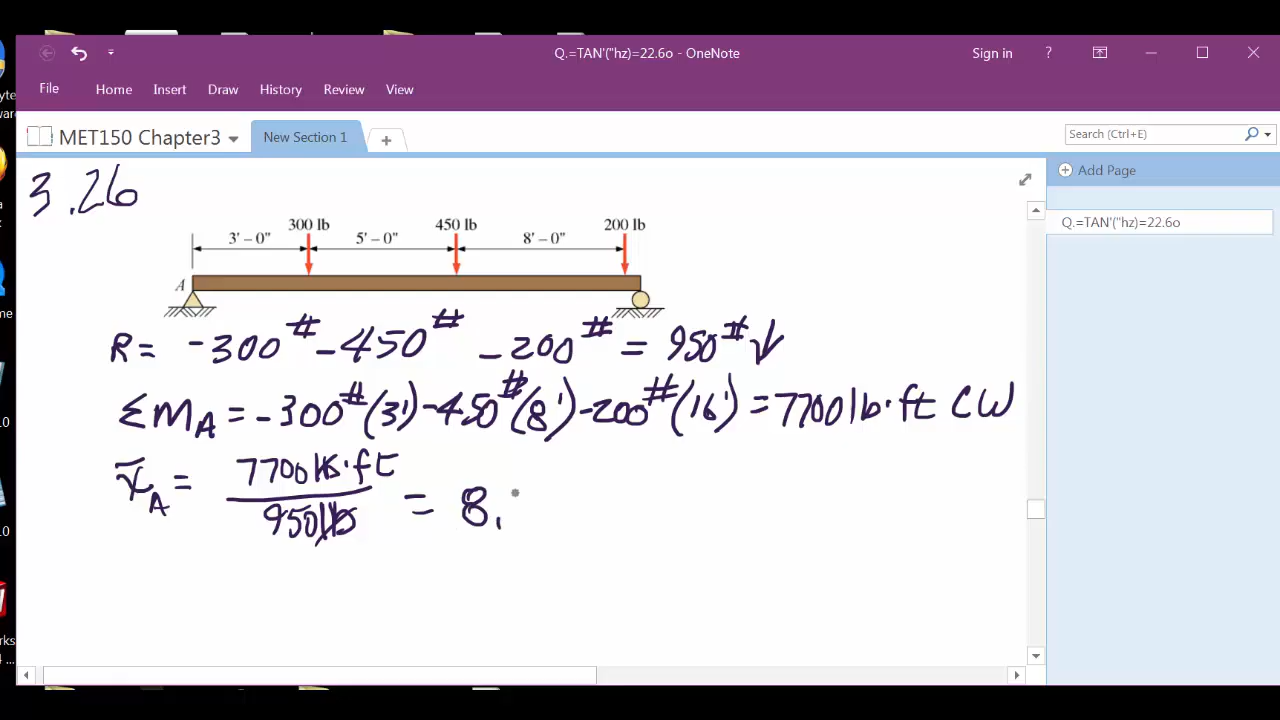 Q.=TAN'("hz)=22.6o - OneNote
Sign in
?
File
Home
Insert
Draw
History
Review
View
MET150 Chapter3
New Section 1
Search (Ctrl+E)
Add Page
Q.=TAN'("hz)=22.6o
3.26
300 lb
450 lb
200 lb
3' – 0"
5' – 0"
8' – 0"
A
R = -300# - 450# - 200# = 950# ↓
ΣMA = -300#(3') - 450#(8') - 200#(16') = 7700 lb·ft CW
x̄A = 7700 lb·ft / 950 lb = 8.